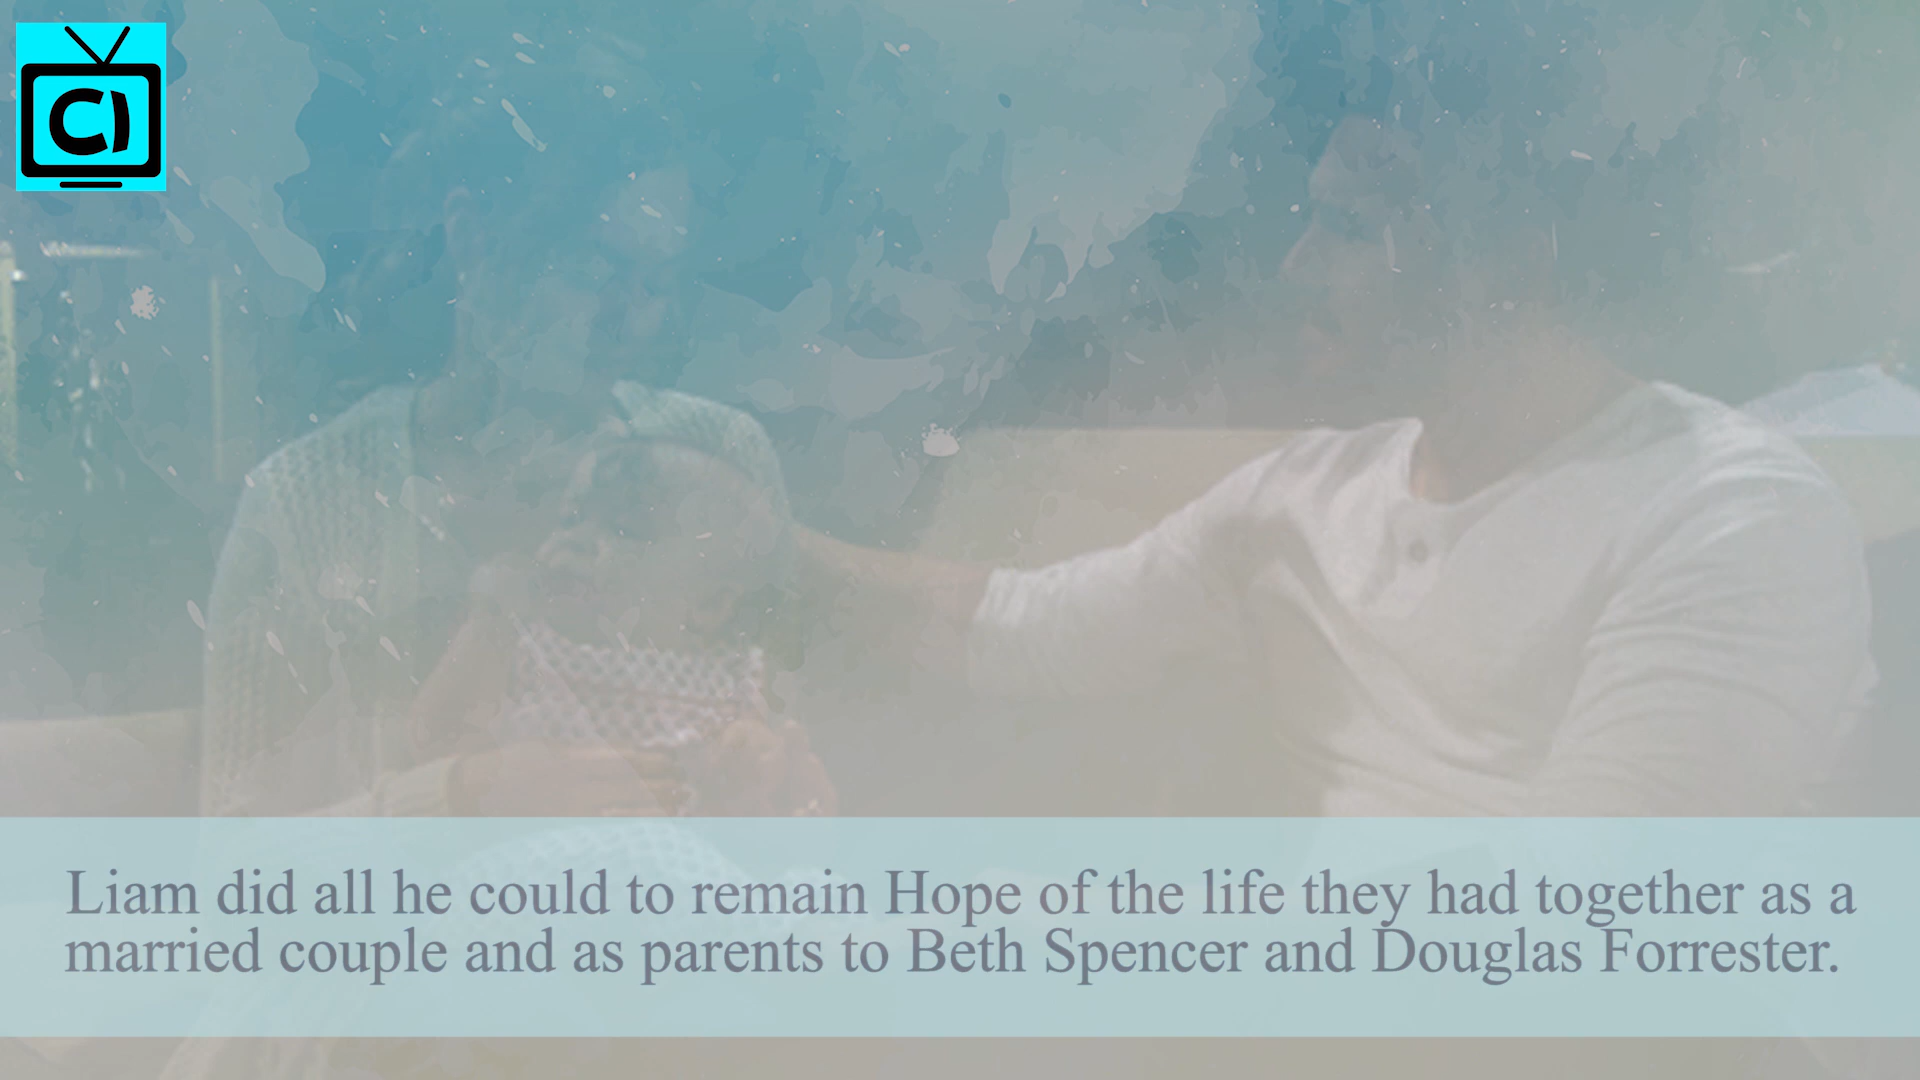 CJ
Liam did all he could to remain Hope of the life they had together as a
married couple and as parents to Beth Spencer and Douglas Forrester.